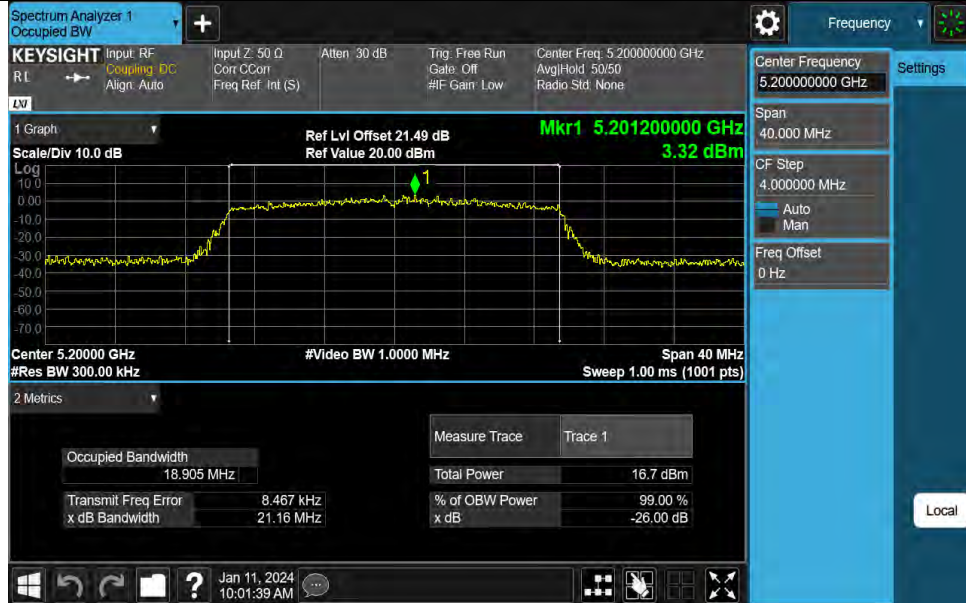 Spectrum Analyzer 1
Occupied BW
+
Frequency
KEYSIGHT Input: RF
Coupling: DC
Align: Auto
RL
LXI
Input Z: 50 Ω
Corr CCorr
Freq Ref: Int (S)
Atten: 30 dB
Trig: Free Run
Gate: Off
#IF Gain: Low
Center Freq: 5.200000000 GHz
Avg|Hold: 50/50
Radio Std: None
Center Frequency
5.200000000 GHz
Settings
Span
40.000 MHz
CF Step
4.000000 MHz
Auto
Man
Freq Offset
0 Hz
Local
1 Graph
Scale/Div 10.0 dB
Ref Lvl Offset 21.49 dB
Ref Value 20.00 dBm
Mkr1 5.201200000 GHz
3.32 dBm
Log
10.0
0.00
-10.0
-20.0
-30.0
-40.0
-50.0
-60.0
-70.0
1
Center 5.20000 GHz
#Video BW 1.0000 MHz
Span 40 MHz
#Res BW 300.00 kHz
Sweep 1.00 ms (1001 pts)
2 Metrics
Measure Trace
Trace 1
Occupied Bandwidth
18.905 MHz
Total Power
16.7 dBm
Transmit Freq Error
8.467 kHz
% of OBW Power
99.00 %
x dB Bandwidth
21.16 MHz
x dB
-26.00 dB
?
Jan 11, 2024
10:01:39 AM